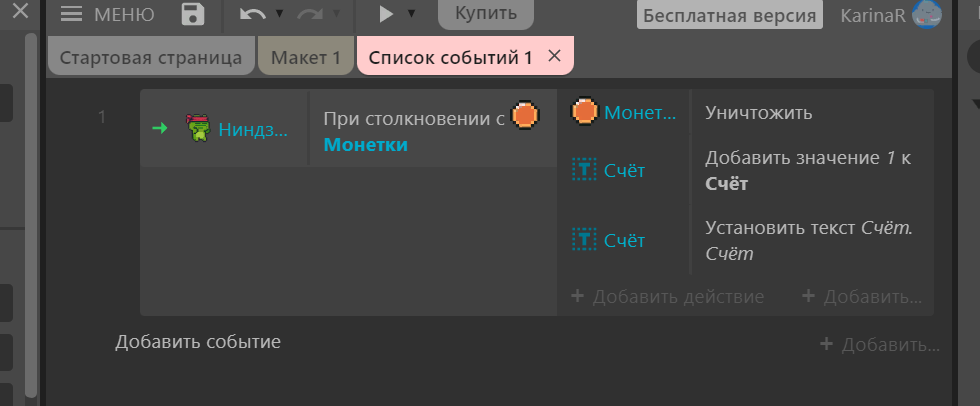 МЕНЮ
Купить
Бесплатная версия
KarinaR
Стартовая страница
Макет 1
Список событий 1
1
Ниндз...
При столкновении с
Монетки
Монет...
Уничтожить
Счёт
Добавить значение 1 к
Счёт
Счёт
Установить текст Счёт.
Счёт
+ Добавить действие
+ Добавить...
Добавить событие
+ Добавить...